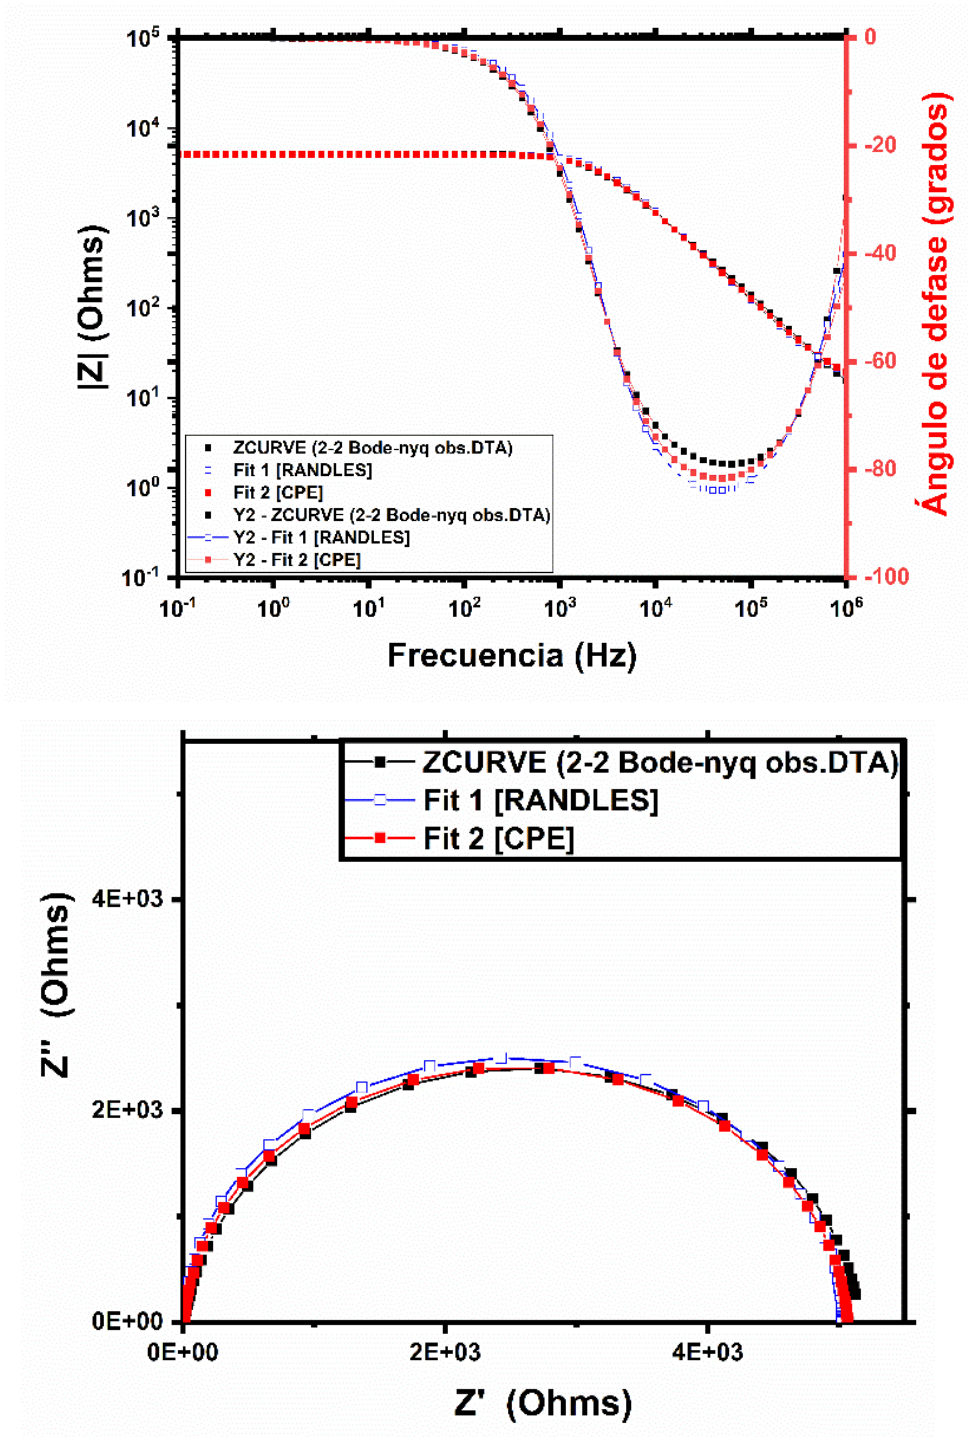 10^5
10^4
10^3
10^2
10^1
10^0
10^-1
|Z| (Ohms)
ZCURVE (2-2 Bode-nyq obs.DTA)
Fit 1 [RANDLES]
Fit 2 [CPE]
Y2 - ZCURVE (2-2 Bode-nyq obs.DTA)
Y2 - Fit 1 [RANDLES]
Y2 - Fit 2 [CPE]
0
-20
-40
-60
-80
-100
Ángulo de defase (grados)
10^-1 10^0 10^1 10^2 10^3 10^4 10^5 10^6
Frecuencia (Hz)
ZCURVE (2-2 Bode-nyq obs.DTA)
Fit 1 [RANDLES]
Fit 2 [CPE]
4E+03
2E+03
0E+00
Z'' (Ohms)
0E+00 2E+03 4E+03
Z' (Ohms)